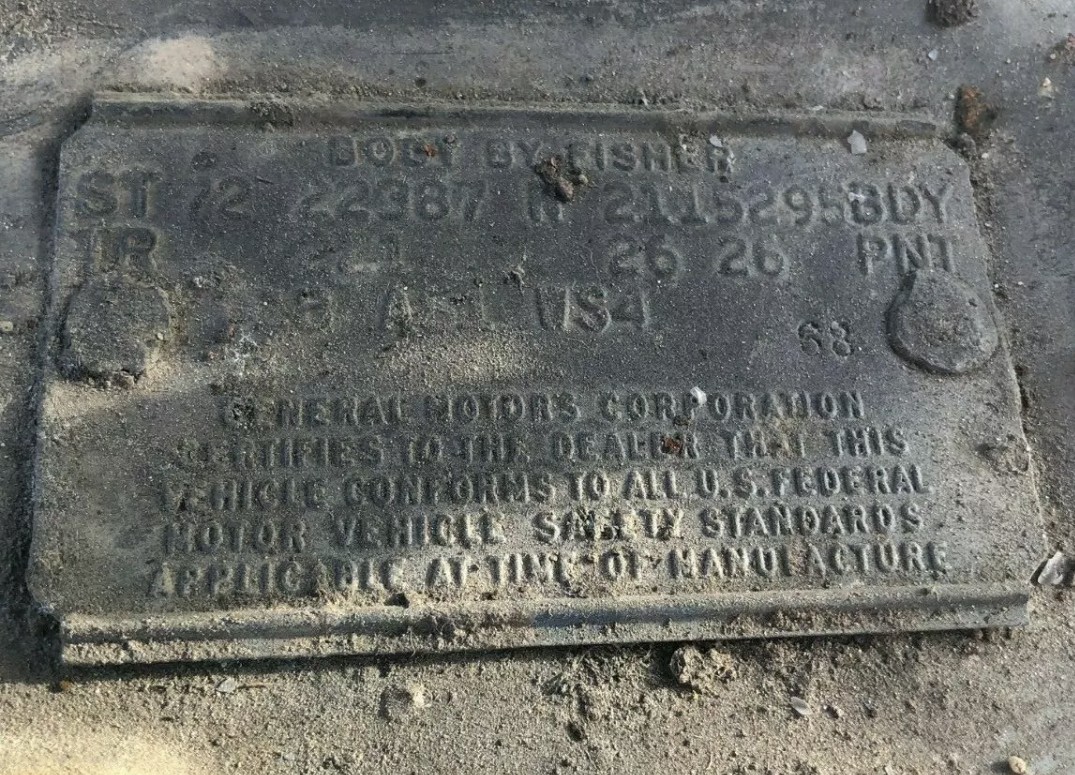 BODY BY FISHER
ST 72 22387 N 211529 BDY
TR 26 26 PNT
WS4
68
GENERAL MOTORS CORPORATION
CERTIFIES TO THE DEALER THAT THIS
VEHICLE CONFORMS TO ALL U.S. FEDERAL
MOTOR VEHICLE SAFETY STANDARDS
APPLICABLE AT TIME OF MANUFACTURE